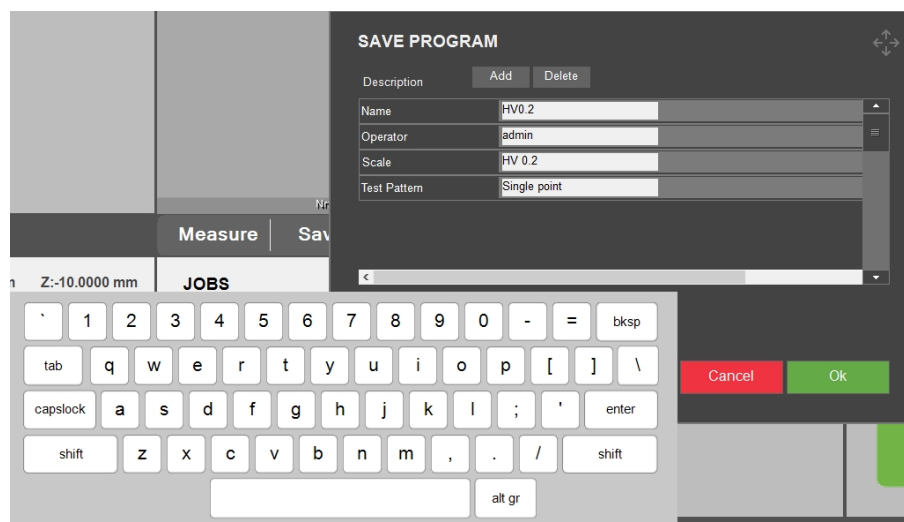 SAVE PROGRAM
Description Add Delete
Name HV0.2
Operator admin
Scale HV 0.2
Test Pattern Single point
Nr
Measure Sav
Z:-10.0000 mm JOBS
` 1 2 3 4 5 6 7 8 9 0 - = bksp
tab q w e r t y u i o p [ ] \
capslock a s d f g h j k l ; ' enter
shift z x c v b n m , . / shift
alt gr
Cancel Ok